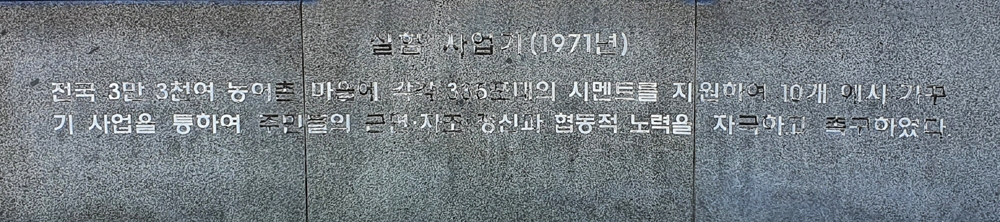 실험 사업기(1971년)
전국 3만 3천여 농어촌 마을에 각각 335포대의 시멘트를 지원하여 10개 예시 가꾸
기 사업을 통하여 주민들의 근면·자조 정신과 협동적 노력을 자극하고 촉구하였다.